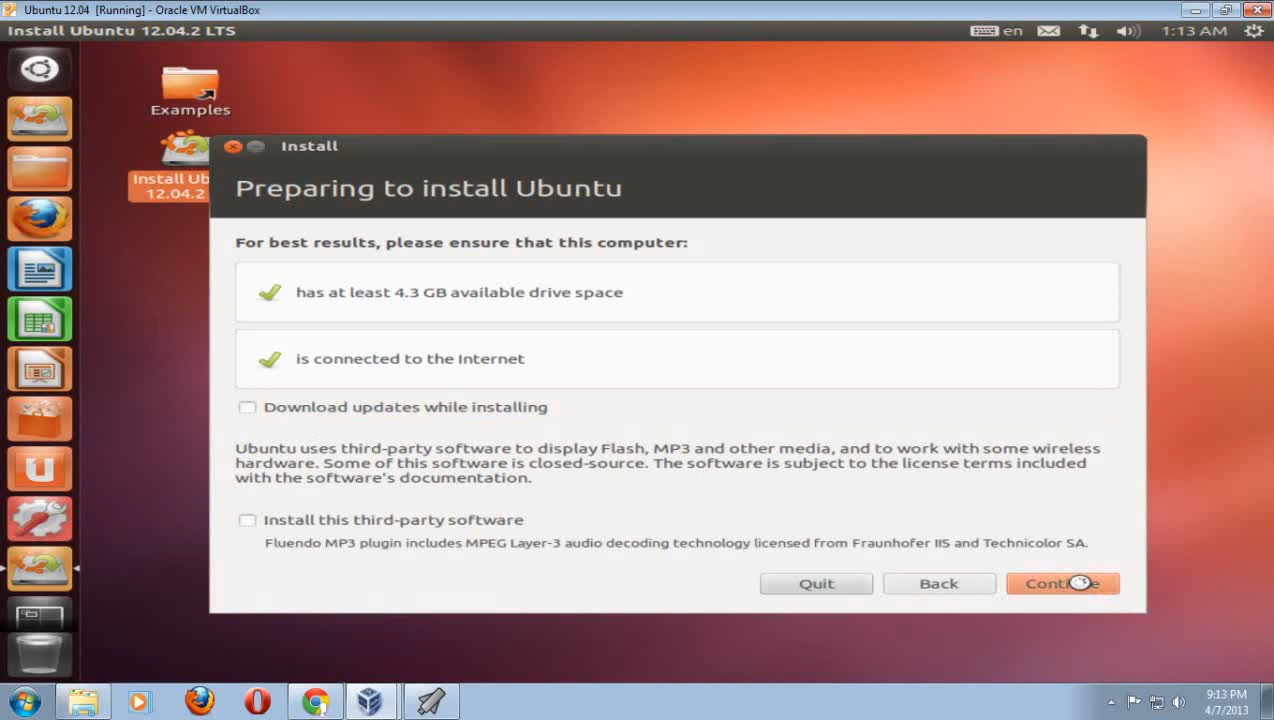 Ubuntu 12.04 [Running] - Oracle VM VirtualBox
Install Ubuntu 12.04.2 LTS
en
1:13 AM
Examples
Install Ub
12.04.2
Install
Preparing to install Ubuntu
For best results, please ensure that this computer:
has at least 4.3 GB available drive space
is connected to the Internet
Download updates while installing
Ubuntu uses third-party software to display Flash, MP3 and other media, and to work with some wireless
hardware. Some of this software is closed-source. The software is subject to the license terms included
with the software's documentation.
Install this third-party software
Fluendo MP3 plugin includes MPEG Layer-3 audio decoding technology licensed from Fraunhofer IIS and Technicolor SA.
Quit
Back
Continue
9:13 PM
4/7/2013